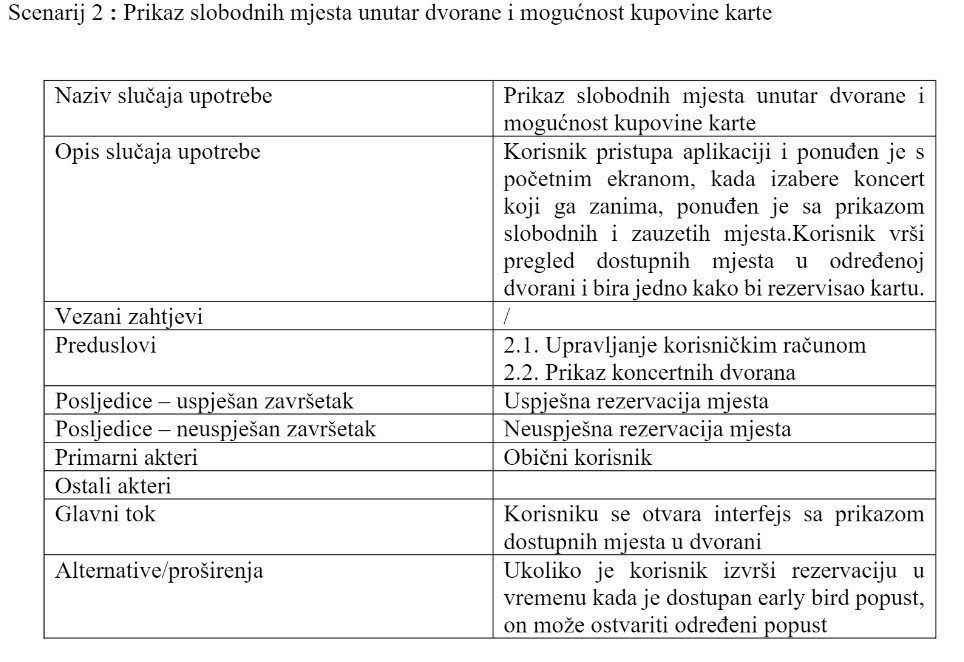 Scenarij 2 : Prikaz slobodnih mjesta unutar dvorane i mogućnost kupovine karte
Naziv slučaja upotrebe
Prikaz slobodnih mjesta unutar dvorane i
mogućnost kupovine karte
Opis slučaja upotrebe
Korisnik pristupa aplikaciji i ponuđen je s
početnim ekranom, kada izabere koncert
koji ga zanima, ponuđen je sa prikazom
slobodnih i zauzetih mjesta.Korisnik vrši
pregled dostupnih mjesta u određenoj
dvorani i bira jedno kako bi rezervisao kartu.
Vezani zahtjevi
/
Preduslovi
2.1. Upravljanje korisničkim računom
2.2. Prikaz koncertnih dvorana
Posljedice – uspješan završetak
Uspješna rezervacija mjesta
Posljedice – neuspješan završetak
Neuspješna rezervacija mjesta
Primarni akteri
Obični korisnik
Ostali akteri
Glavni tok
Korisniku se otvara interfejs sa prikazom
dostupnih mjesta u dvorani
Alternative/proširenja
Ukoliko je korisnik izvrši rezervaciju u
vremenu kada je dostupan early bird popust,
on može ostvariti određeni popust